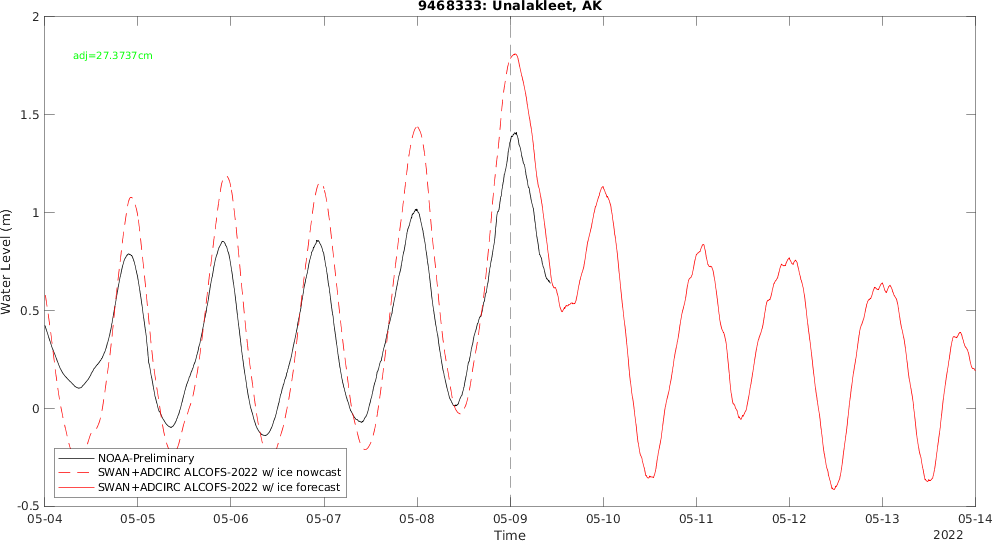 9468333: Unalakleet, AK
adj=27.3737cm
Water Level (m)
2
1.5
1
0.5
0
-0.5
NOAA-Preliminary
SWAN+ADCIRC ALCOFS-2022 w/ ice nowcast
SWAN+ADCIRC ALCOFS-2022 w/ ice forecast
05-04 05-05 05-06 05-07 05-08 05-09 05-10 05-11 05-12 05-13 05-14
Time
2022